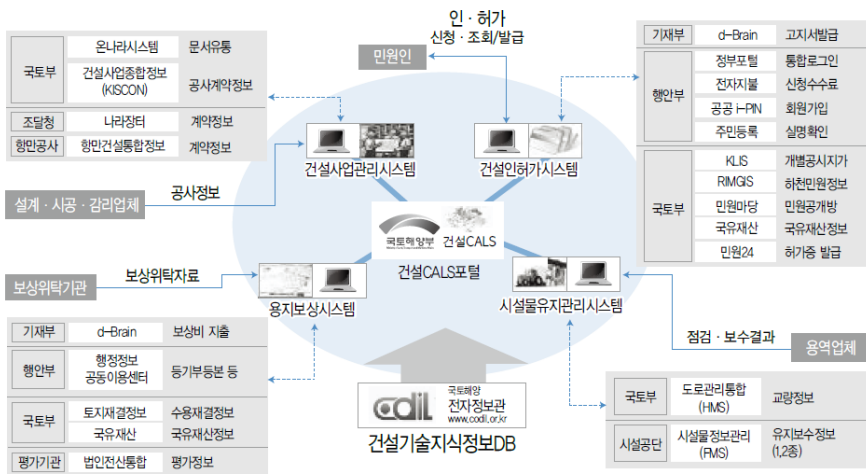 인 · 허가
신청 · 조회/발급
민원인
국토부
온나라시스템
문서유통
건설사업종합정보
(KISCON)
공사계약정보
조달청
나라장터
계약정보
항만공사
항만건설통합정보
계약정보
기재부
d-Brain
고지서발급
행안부
정부포털
통합로그인
전자지불
신청수수료
공공 i-PIN
회원가입
주민등록
실명확인
국토부
KLIS
개별공시지가
RIMGIS
하천민원정보
민원마당
민원공개방
국유재산
국유재산정보
민원24
허가증 발급
건설사업관리시스템
건설인허가시스템
설계 · 시공 · 감리업체
공사정보
국토해양부
건설CALS
건설CALS포털
보상위탁기관
보상위탁자료
용지보상시스템
시설물유지관리시스템
점검 · 보수결과
용역업체
기재부
d-Brain
보상비 지출
행안부
행정정보
공동이용센터
등기부등본 등
국토부
토지재결정보
수용재결정보
국유재산
국유재산정보
평가기관
법인전산통합
평가정보
codil
국토해양
전자정보관
www.codil.or.kr
건설기술지식정보DB
국토부
도로관리통합
(HMS)
교량정보
시설공단
시설물정보관리
(FMS)
유지보수정보
(1,2종)